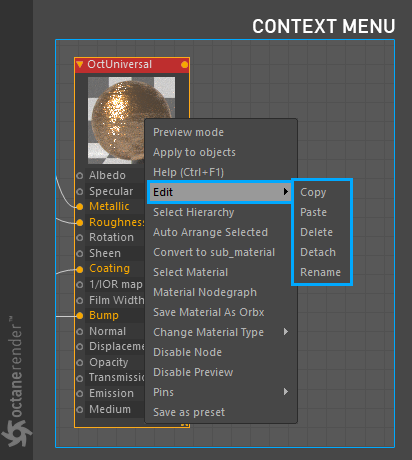 CONTEXT MENU
OctUniversal
Albedo
Specular
Metallic
Roughness
Rotation
Sheen
Coating
1/IOR map
Film Width
Bump
Normal
Displaceme
Opacity
Transmissio
Emission
Medium
Preview mode
Apply to objects
Help (Ctrl+F1)
Edit
Select Hierarchy
Auto Arrange Selected
Convert to sub_material
Select Material
Material Nodegraph
Save Material As Orbx
Change Material Type
Disable Node
Disable Preview
Pins
Save as preset
Copy
Paste
Delete
Detach
Rename
octanerender™